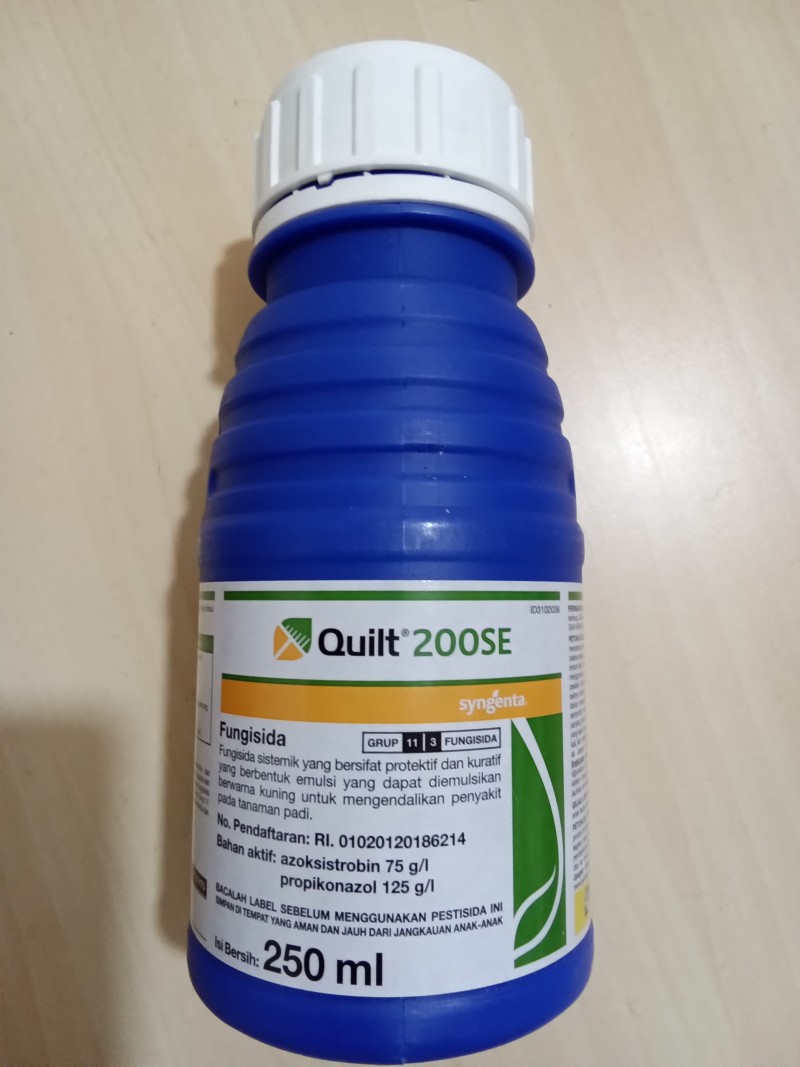 ID3102036
Quilt® 200SE
syngenta
Fungisida
GRUP 11 3 FUNGISIDA
Fungisida sistemik yang bersifat protektif dan kuratif
yang berbentuk emulsi yang dapat diemulsikan
berwarna kuning untuk mengendalikan penyakit
pada tanaman padi.
No. Pendaftaran: RI. 01020120186214
Bahan aktif: azoksistrobin 75 g/l
propikonazol 125 g/l
BACALAH LABEL SEBELUM MENGGUNAKAN PESTISIDA INI
SIMPAN DI TEMPAT YANG AMAN DAN JAUH DARI JANGKAUAN ANAK-ANAK
Isi Bersih: 250 ml